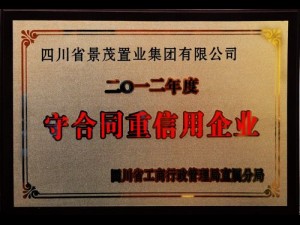 四川省景茂置业集团有限公司
二〇一二年度
守合同重信用企业
四川省工商行政管理局直属分局